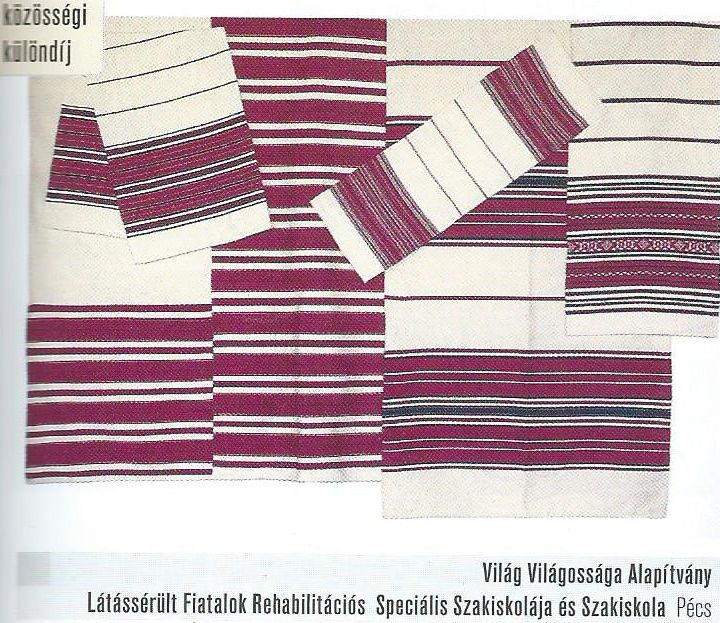 közösségi
különdíj
Világ Világossága Alapítvány
Látássérült Fiatalok Rehabilitációs Speciális Szakiskolája és Szakiskola Pécs